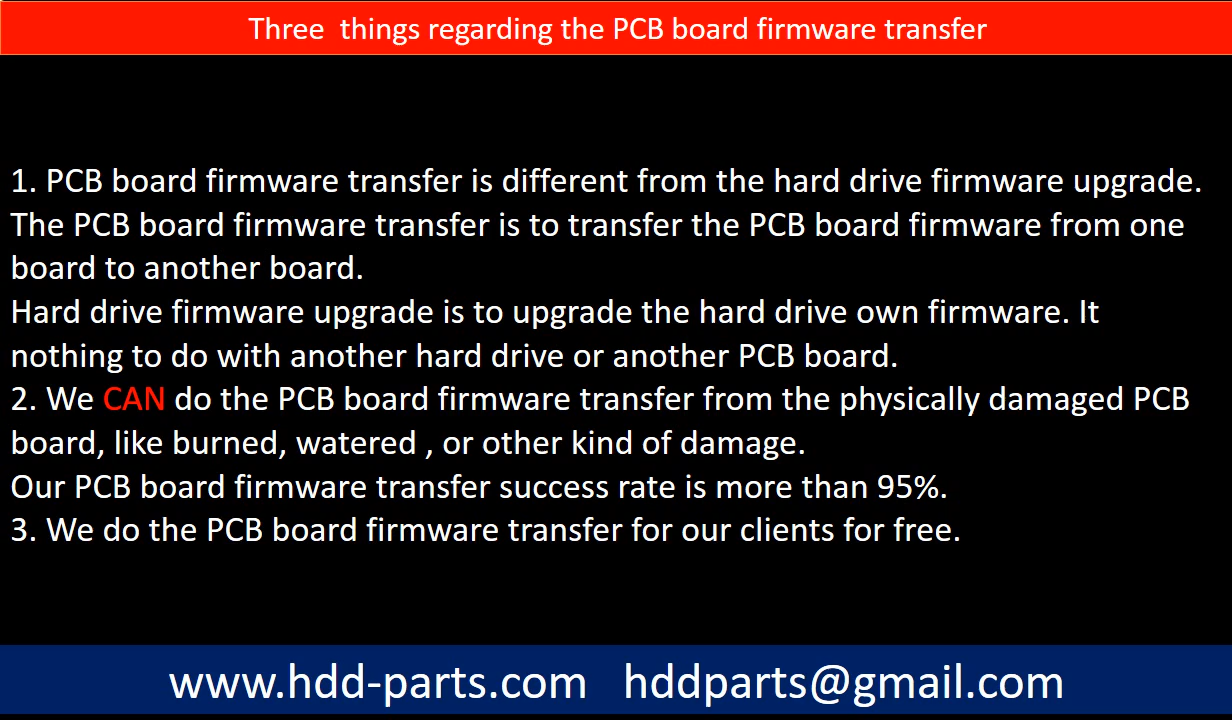 Three  things regarding the PCB board firmware transfer
1. PCB board firmware transfer is different from the hard drive firmware upgrade.
The PCB board firmware transfer is to transfer the PCB board firmware from one
board to another board.
Hard drive firmware upgrade is to upgrade the hard drive own firmware. It
nothing to do with another hard drive or another PCB board.
2. We CAN do the PCB board firmware transfer from the physically damaged PCB
board, like burned, watered , or other kind of damage.
Our PCB board firmware transfer success rate is more than 95%.
3. We do the PCB board firmware transfer for our clients for free.
www.hdd-parts.com   hddparts@gmail.com